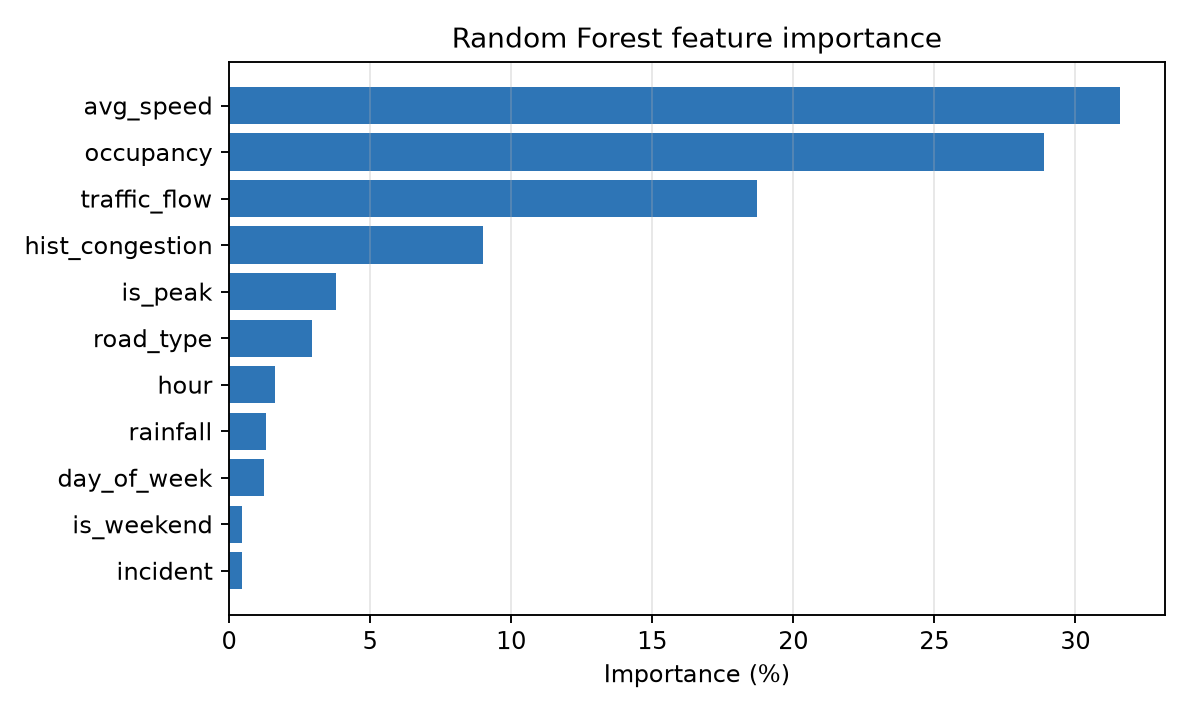 Random Forest feature importance
avg_speed
occupancy
traffic_flow
hist_congestion
is_peak
road_type
hour
rainfall
day_of_week
is_weekend
incident
0 5 10 15 20 25 30
Importance (%)